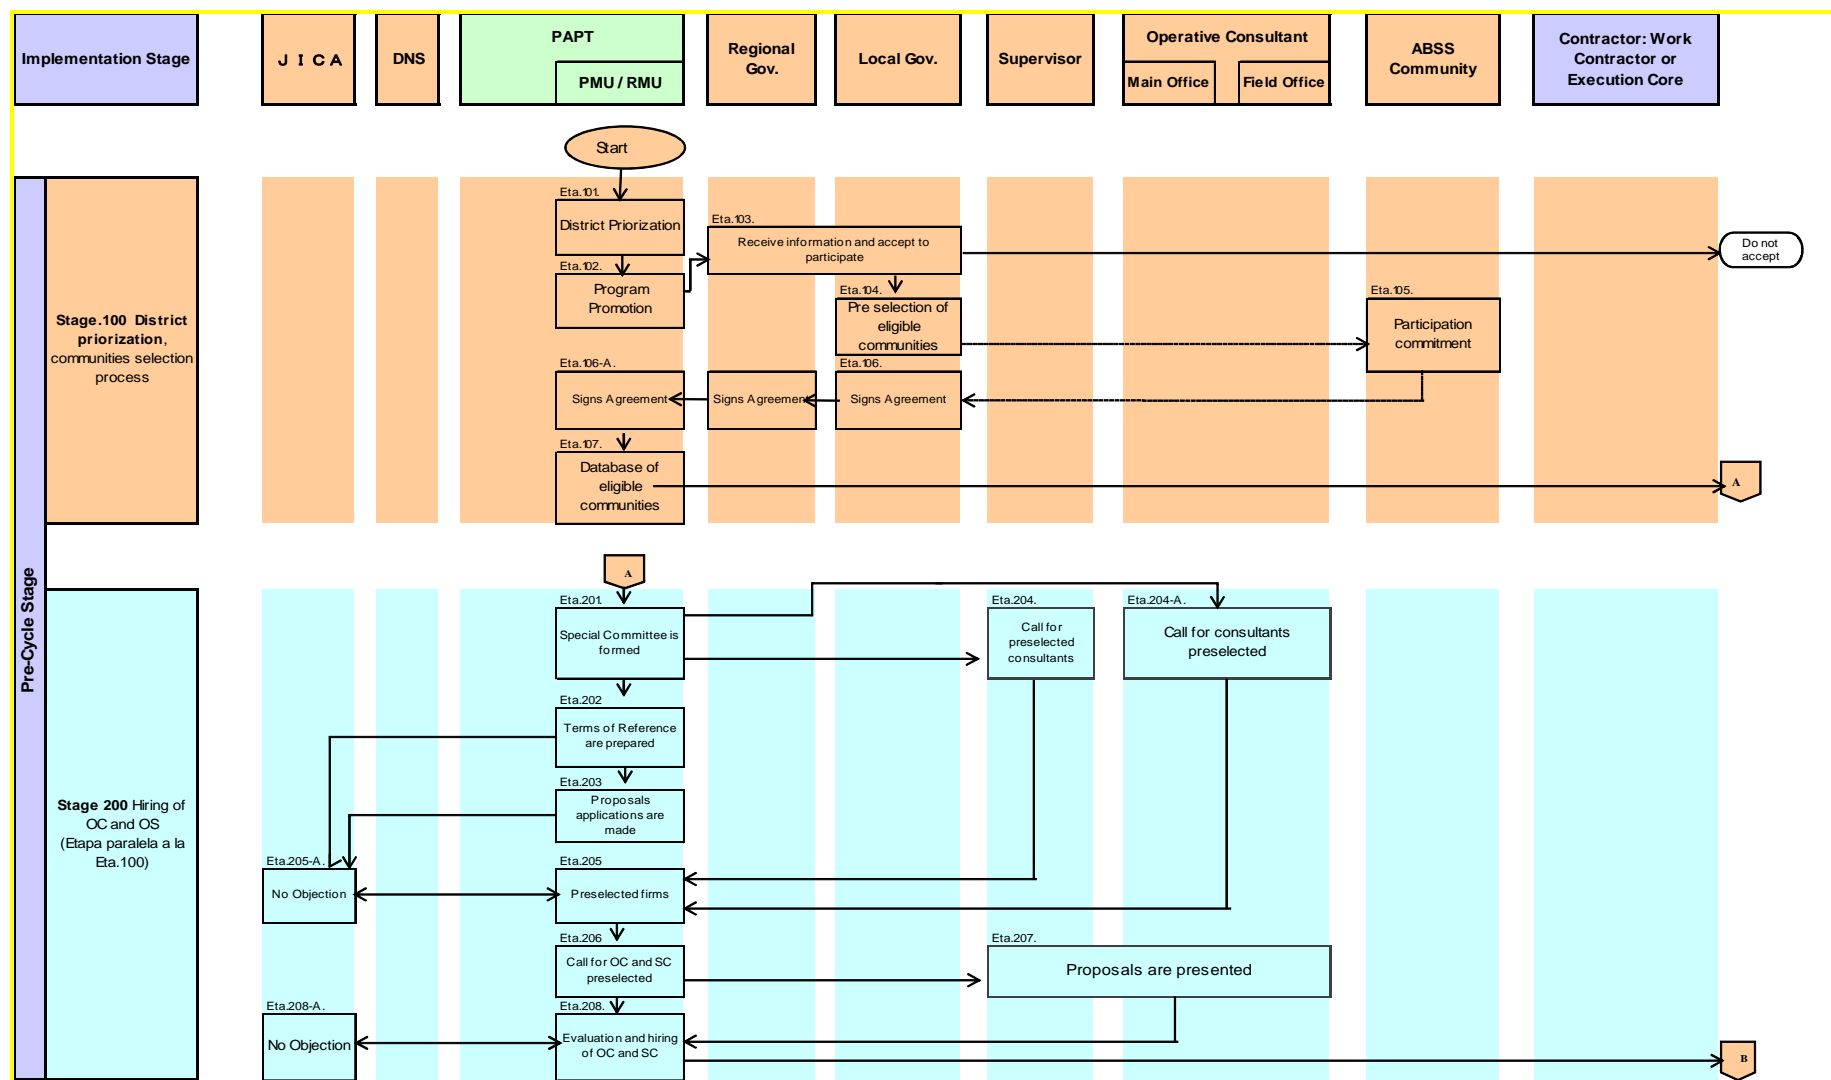 Implementation Stage
J I C A
DNS
PAPT
PMU / RMU
Regional
Gov.
Local Gov.
Supervisor
Operative Consultant
Main Office
Field Office
ABSS
Community
Contractor: Work
Contractor or
Execution Core
Start
Pre-Cycle Stage
Stage.100 District
priorization,
communities selection
process
Eta.101.
District Priorization
Eta.102.
Program
Promotion
Eta.103.
Receive information and accept to
participate
Do not
accept
Eta.104.
Pre selection of
eligible
communities
Eta.105.
Participation
commitment
Eta.106-A.
Signs Agreement
Signs Agreement
Eta.106.
Signs Agreement
Eta.107.
Database of
eligible
communities
A
A
Stage 200 Hiring of
OC and OS
(Etapa paralela a la
Eta.100)
Eta.201.
Special Committee is
formed
Eta.204.
Call for
preselected
consultants
Eta.204-A.
Call for consultants
preselected
Eta.202
Terms of Reference
are prepared
Eta.203
Proposals
applications are
made
Eta.205-A.
No Objection
Eta.205
Preselected firms
Eta.206
Call for OC and SC
preselected
Eta.207.
Proposals are presented
Eta.208-A.
No Objection
Eta.208.
Evaluation and hiring
of OC and SC
B